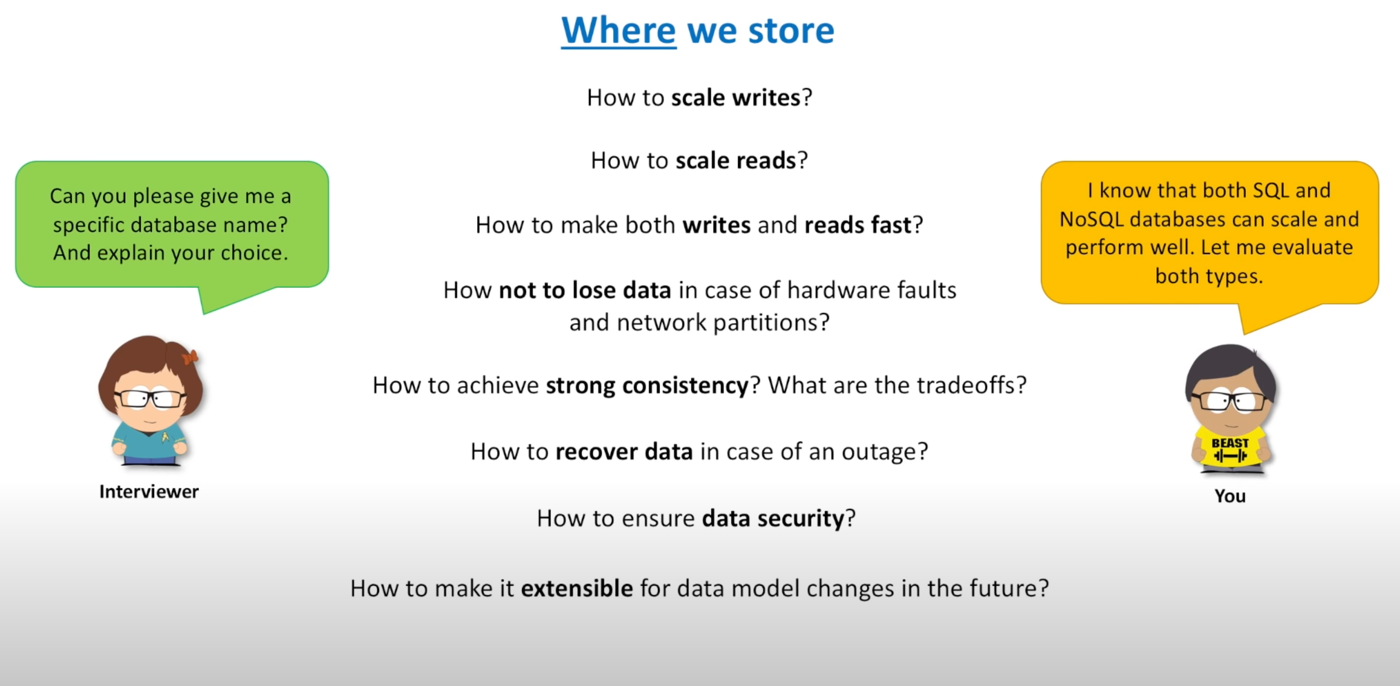 Where we store
How to scale writes?
How to scale reads?
Can you please give me a
specific database name?
And explain your choice.
I know that both SQL and
NoSQL databases can scale and
perform well. Let me evaluate
both types.
How to make both writes and reads fast?
How not to lose data in case of hardware faults
and network partitions?
How to achieve strong consistency? What are the tradeoffs?
How to recover data in case of an outage?
BEAST
Interviewer
You
How to ensure data security?
How to make it extensible for data model changes in the future?